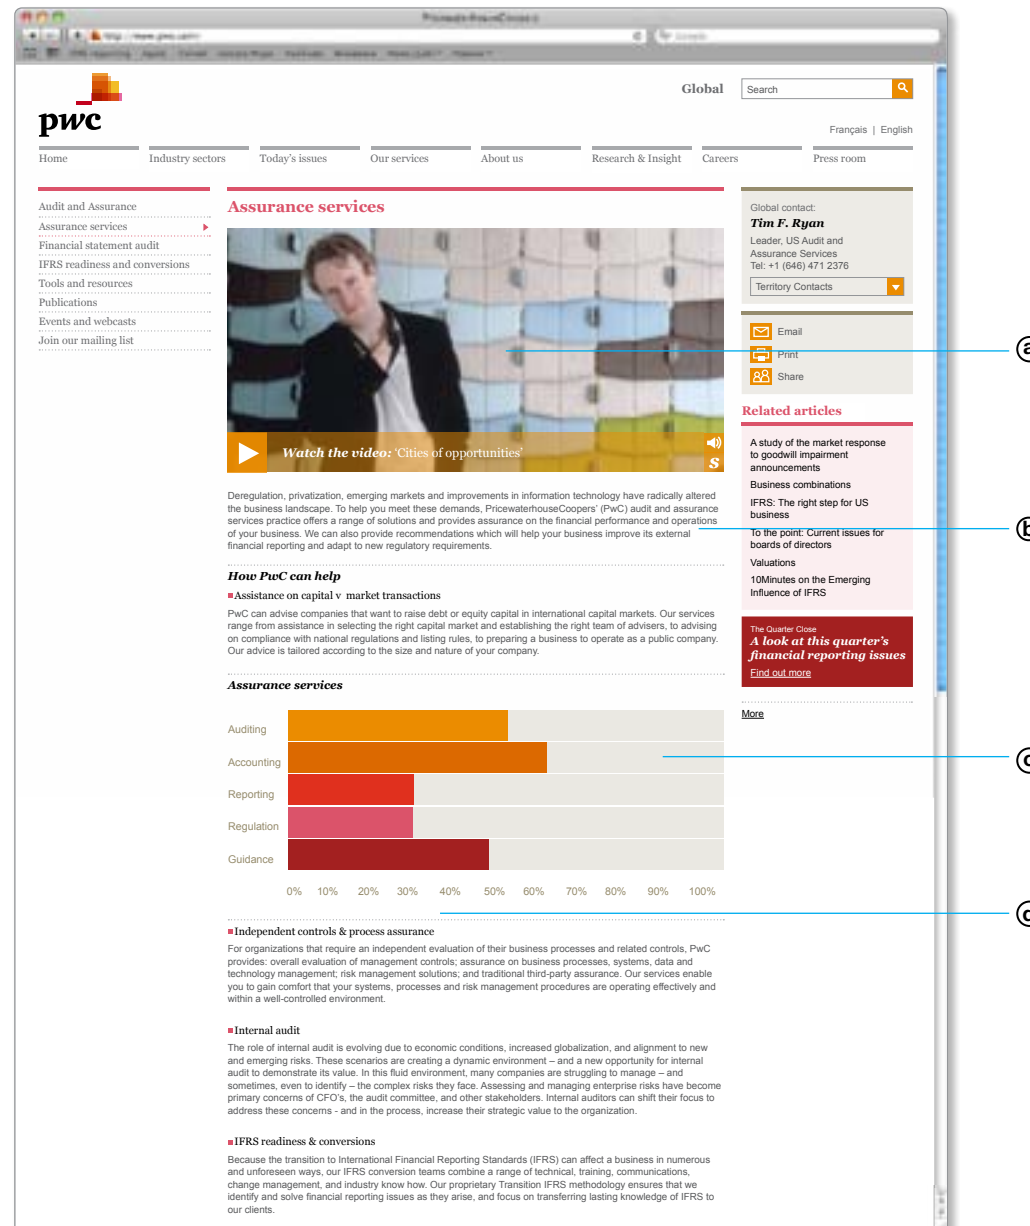 PricewaterhouseCoopers
pwc
Global
Search
Français | English
Home
Industry sectors
Today's issues
Our services
About us
Research & Insight
Careers
Press room
Audit and Assurance
Assurance services
Financial statement audit
IFRS readiness and conversions
Tools and resources
Publications
Events and webcasts
Join our mailing list
Assurance services
Watch the video: 'Cities of opportunities'
s
Deregulation, privatization, emerging markets and improvements in information technology have radically altered
the business landscape. To help you meet these demands, PricewaterhouseCoopers' (PwC) audit and assurance
services practice offers a range of solutions and provides assurance on the financial performance and operations
of your business. We can also provide recommendations which will help your business improve its external
financial reporting and adapt to new regulatory requirements.
How PwC can help
Assistance on capital v market transactions
PwC can advise companies that want to raise debt or equity capital in international capital markets. Our services
range from assistance in selecting the right capital market and establishing the right team of advisers, to advising
on compliance with national regulations and listing rules, to preparing a business to operate as a public company.
Our advice is tailored according to the size and nature of your company.
Assurance services
Auditing
Accounting
Reporting
Regulation
Guidance
0% 10% 20% 30% 40% 50% 60% 70% 80% 90% 100%
Independent controls & process assurance
For organizations that require an independent evaluation of their business processes and related controls, PwC
provides: overall evaluation of management controls; assurance on business processes, systems, data and
technology management; risk management solutions; and traditional third-party assurance. Our services enable
you to gain comfort that your systems, processes and risk management procedures are operating effectively and
within a well-controlled environment.
Internal audit
The role of internal audit is evolving due to economic conditions, increased globalization, and alignment to new
and emerging risks. These scenarios are creating a dynamic environment – and a new opportunity for internal
audit to demonstrate its value. In this fluid environment, many companies are struggling to manage – and
sometimes, even to identify – the complex risks they face. Assessing and managing enterprise risks have become
primary concerns of CFO's, the audit committee, and other stakeholders. Internal auditors can shift their focus to
address these concerns - and in the process, increase their strategic value to the organization.
IFRS readiness & conversions
Because the transition to International Financial Reporting Standards (IFRS) can affect a business in numerous
and unforeseen ways, our IFRS conversion teams combine a range of technical, training, communications,
change management, and industry know how. Our proprietary Transition IFRS methodology ensures that we
identify and solve financial reporting issues as they arise, and focus on transferring lasting knowledge of IFRS to
our clients.
Global contact:
Tim F. Ryan
Leader, US Audit and
Assurance Services
Tel: +1 (646) 471 2376
Territory Contacts
Email
Print
Share
Related articles
A study of the market response
to goodwill impairment
announcements
Business combinations
IFRS: The right step for US
business
To the point: Current issues for
boards of directors
Valuations
10Minutes on the Emerging
Influence of IFRS
The Quarter Close
A look at this quarter's
financial reporting issues
Find out more
More